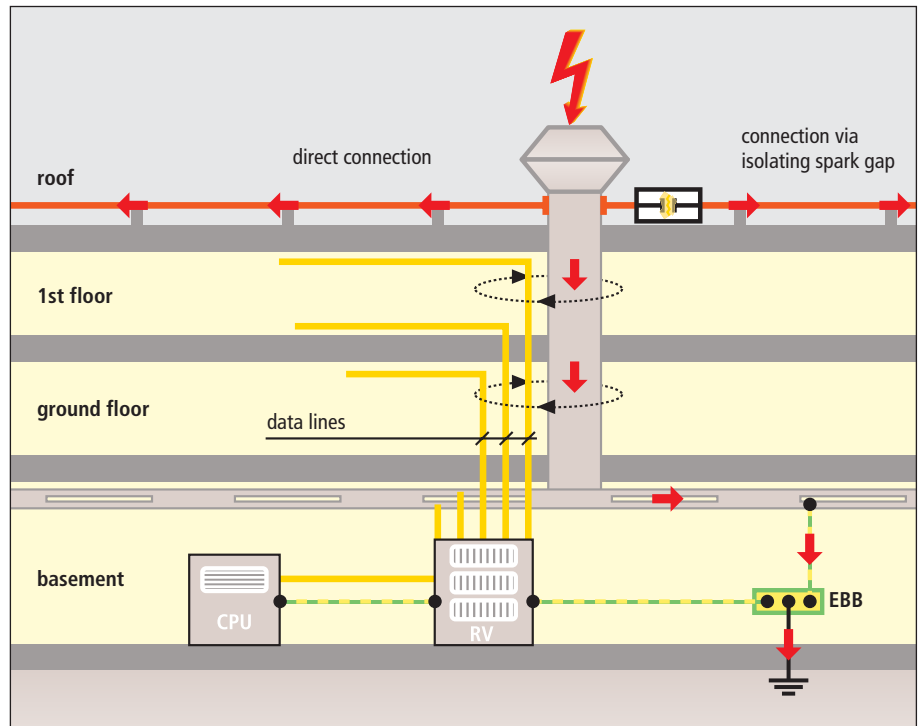 direct connection
connection via
isolating spark gap
roof
1st floor
ground floor
data lines
basement
CPU
RV
EBB